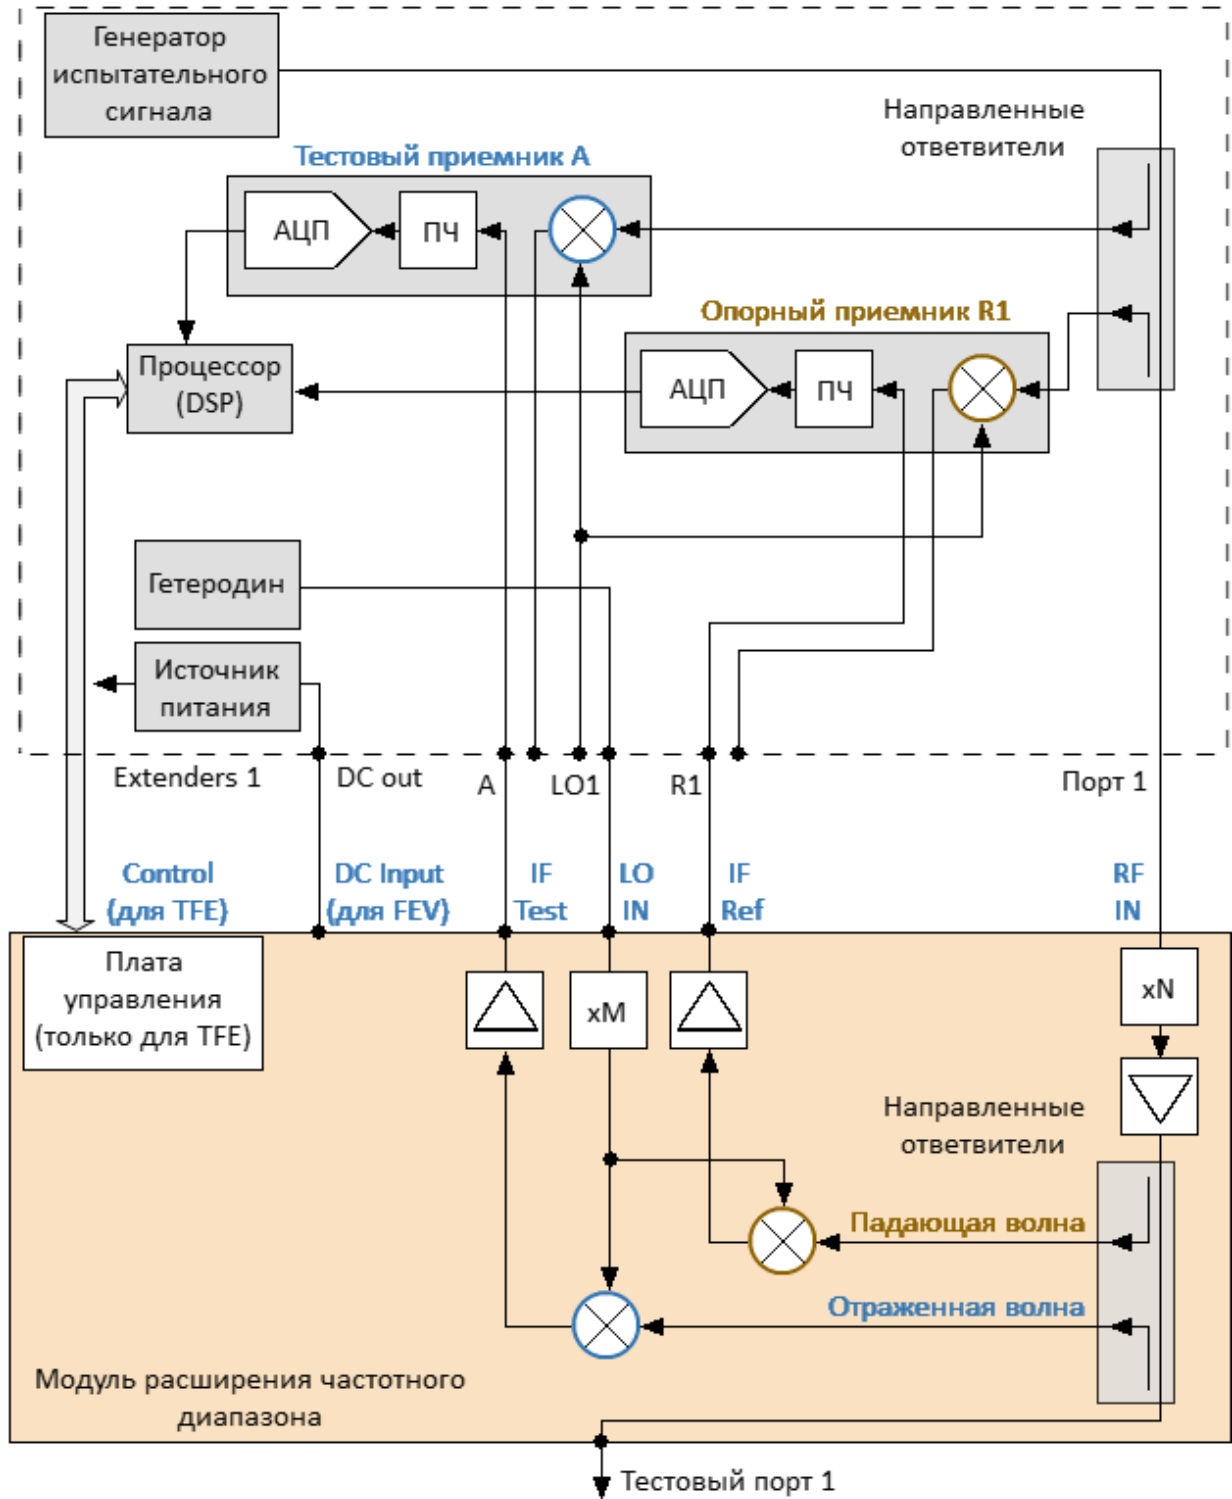 Генератор
испытательного
сигнала
Направленные
ответвители
Тестовый приемник A
АЦП
ПЧ
Опорный приемник R1
АЦП
ПЧ
Процессор
(DSP)
Гетеродин
Источник
питания
Extenders 1
DC out
A
LO1
R1
Порт 1
Control
(для TFE)
DC Input
(для FEV)
IF
Test
LO
IN
IF
Ref
RF
IN
Плата
управления
(только для TFE)
xM
xN
Направленные
ответвители
Падающая волна
Отраженная волна
Модуль расширения частотного
диапазона
Тестовый порт 1